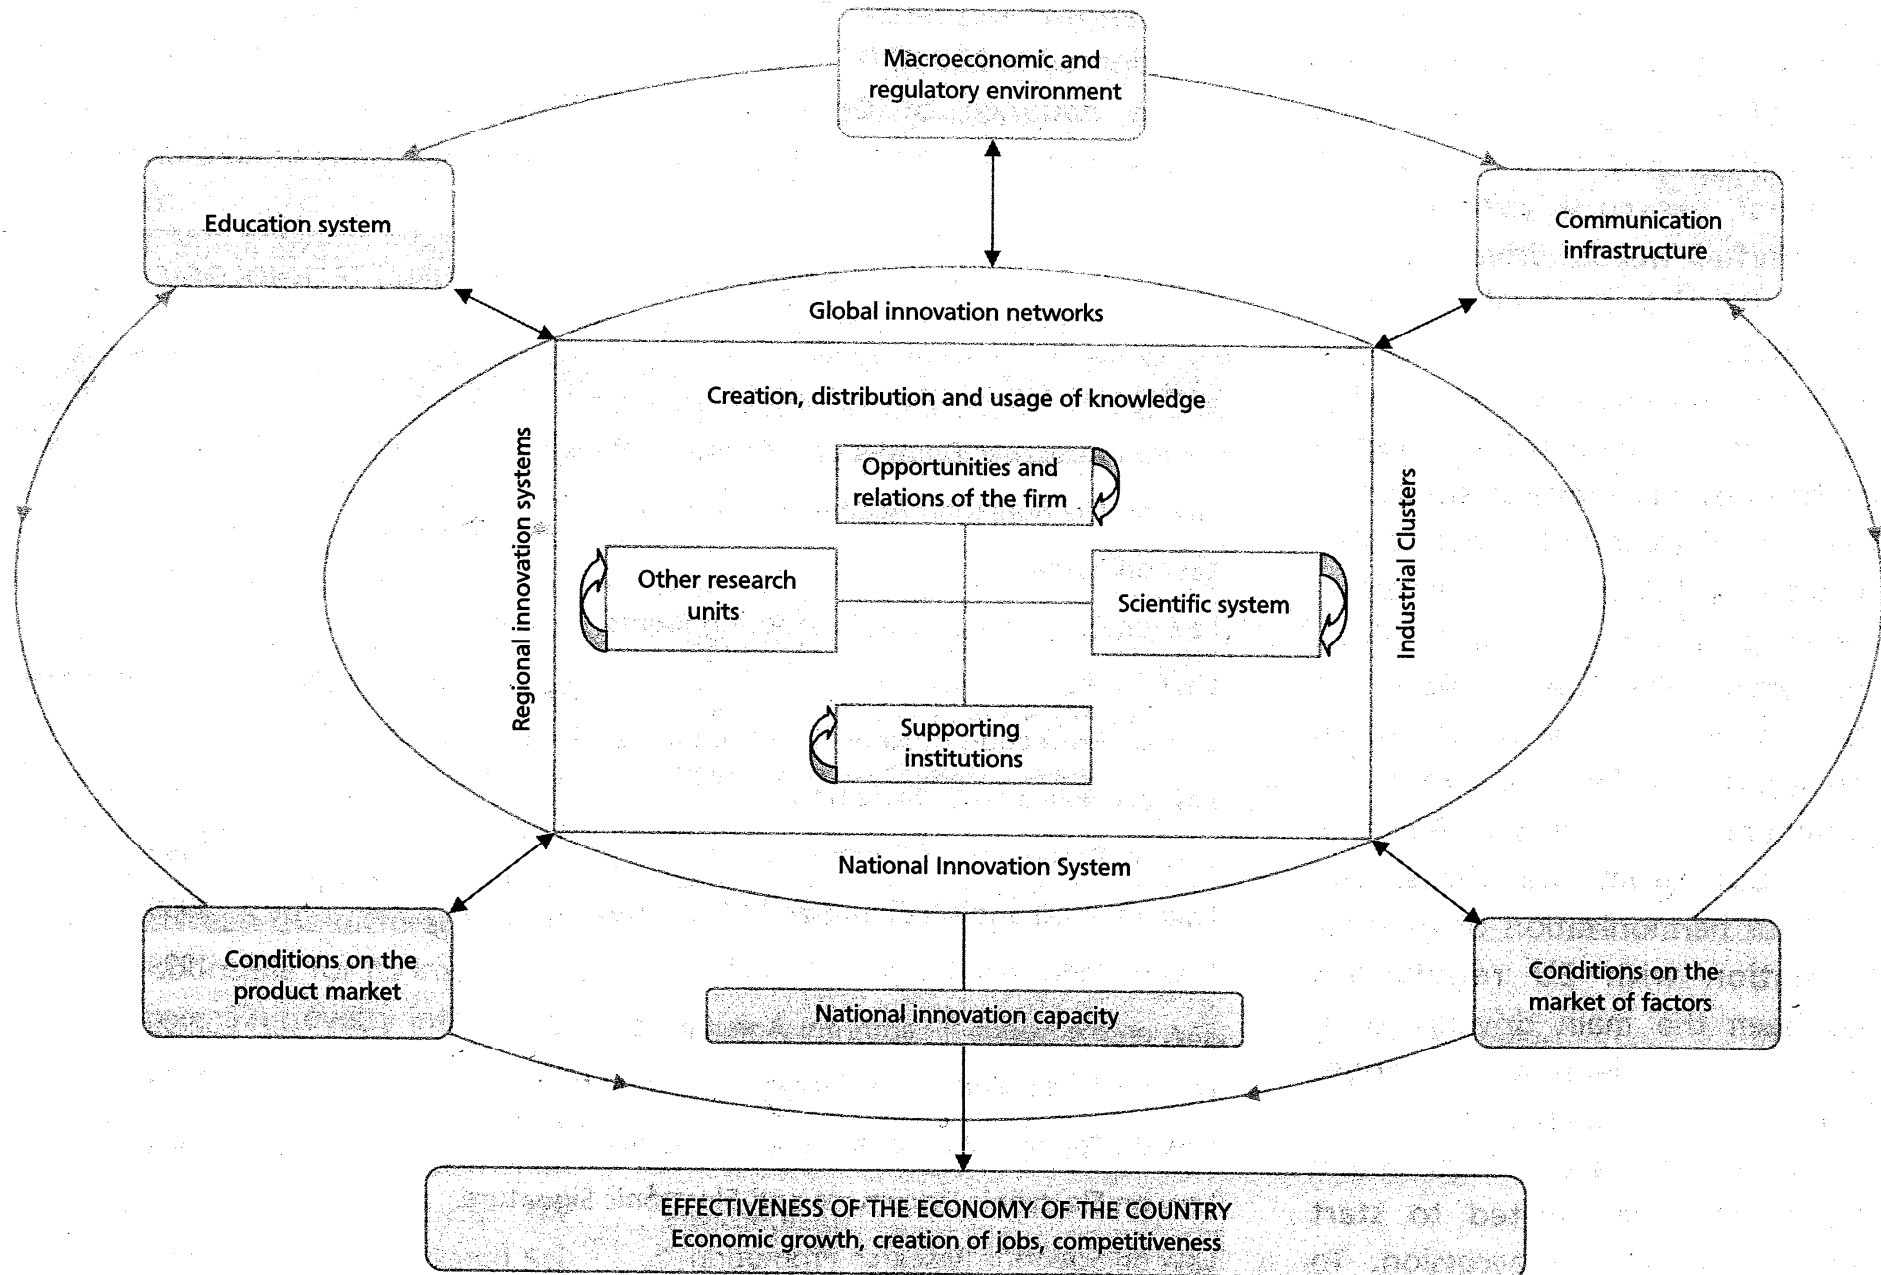 Macroeconomic and
regulatory environment
Education system
Communication
infrastructure
Global innovation networks
Creation, distribution and usage of knowledge
Regional innovation systems
Opportunities and
relations of the firm
Industrial Clusters
Other research
units
Scientific system
Supporting
institutions
National Innovation System
Conditions on the
product market
Conditions on the
market of factors
National innovation capacity
EFFECTIVENESS OF THE ECONOMY OF THE COUNTRY
Economic growth, creation of jobs, competitiveness